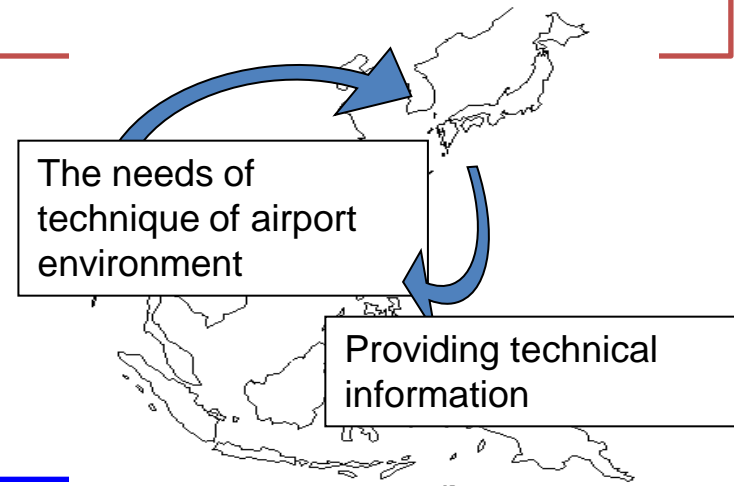 The needs of
technique of airport
environment
Providing technical
information